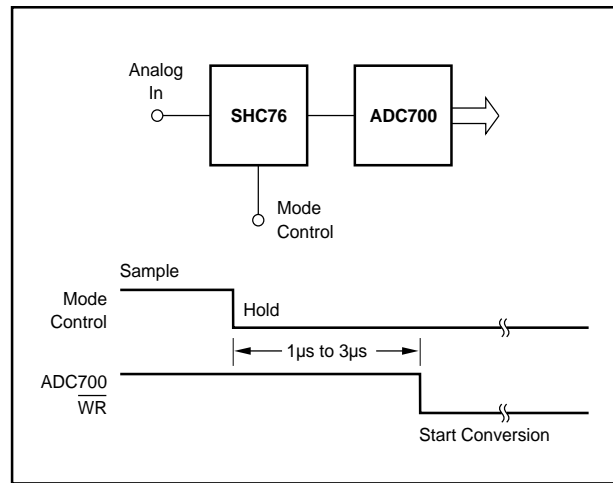 Analog
In
SHC76
ADC700
Mode
Control
Sample
Mode
Control
Hold
1µs to 3µs
ADC700
WR
Start Conversion